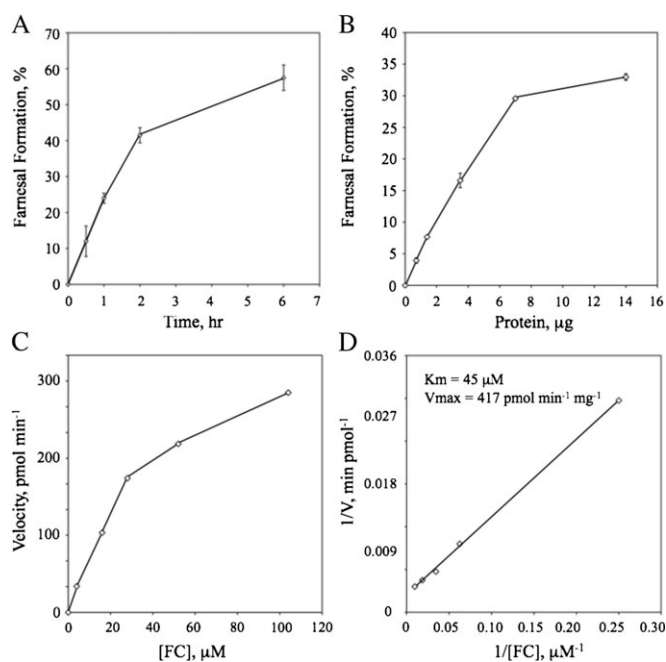 A
Farnesal Formation, %
70
60
50
40
30
20
10
0
0 1 2 3 4 5 6 7
Time, hr
B
Farnesal Formation, %
40
35
30
25
20
15
10
5
0
0 2 4 6 8 10 12 14 16
Protein, µg
C
Velocity, pmol min⁻¹
300
200
100
0
0 20 40 60 80 100 120
[FC], µM
D
Km = 45 µM
Vmax = 417 pmol min⁻¹ mg⁻¹
1/V, min pmol⁻¹
0.036
0.027
0.018
0.009
0
0 0.05 0.10 0.15 0.20 0.25 0.30
1/[FC], µM⁻¹